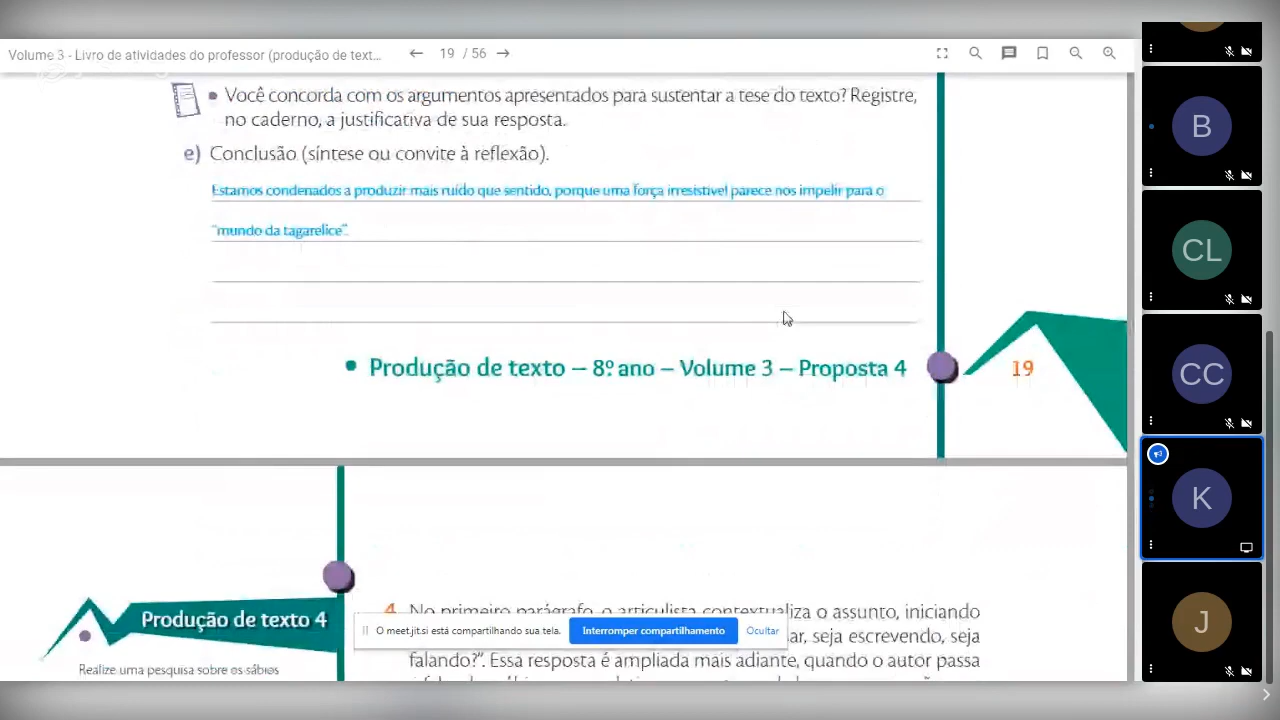 Volume 3 - Livro de atividades do professor (produção de text...
19 / 56
• Você concorda com os argumentos apresentados para sustentar a tese do texto? Registre,
no caderno, a justificativa de sua resposta.
e) Conclusão (síntese ou convite à reflexão).
Estamos condenados a produzir mais ruído que sentido, porque uma força irresistível parece nos impelir para o
"mundo da tagarelice".
• Produção de texto – 8º. ano – Volume 3 – Proposta 4
19
Produção de texto 4
Realize uma pesquisa sobre os sábios
4 No primeiro parágrafo, o articulista contextualiza o assunto, iniciando
ar, seja escrevendo, seja
falando?". Essa resposta é ampliada mais adiante, quando o autor passa
O meet.jit.si está compartilhando sua tela.
Interromper compartilhamento
Ocultar
B
CL
CC
K
J